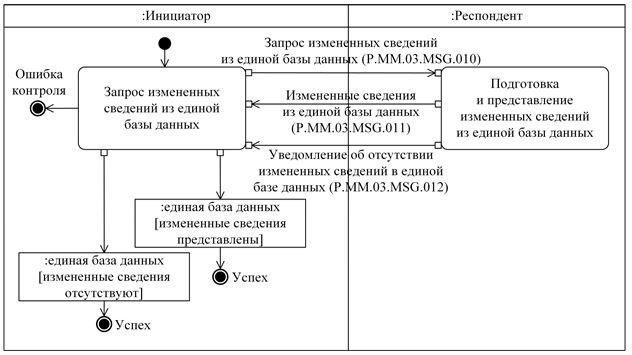 :Инициатор
:Респондент
Запрос измененных сведений
из единой базы данных (P.MM.03.MSG.010)
Ошибка
контроля
Запрос измененных
сведений из единой
базы данных
Измененные сведения
из единой базы данных
(P.MM.03.MSG.011)
Подготовка
и представление
измененных сведений
из единой базы данных
Уведомление об отсутствии
измененных сведений в единой
базе данных (P.MM.03.MSG.012)
:единая база данных
[измененные сведения
представлены]
Успех
:единая база данных
[измененные сведения
отсутствуют]
Успех